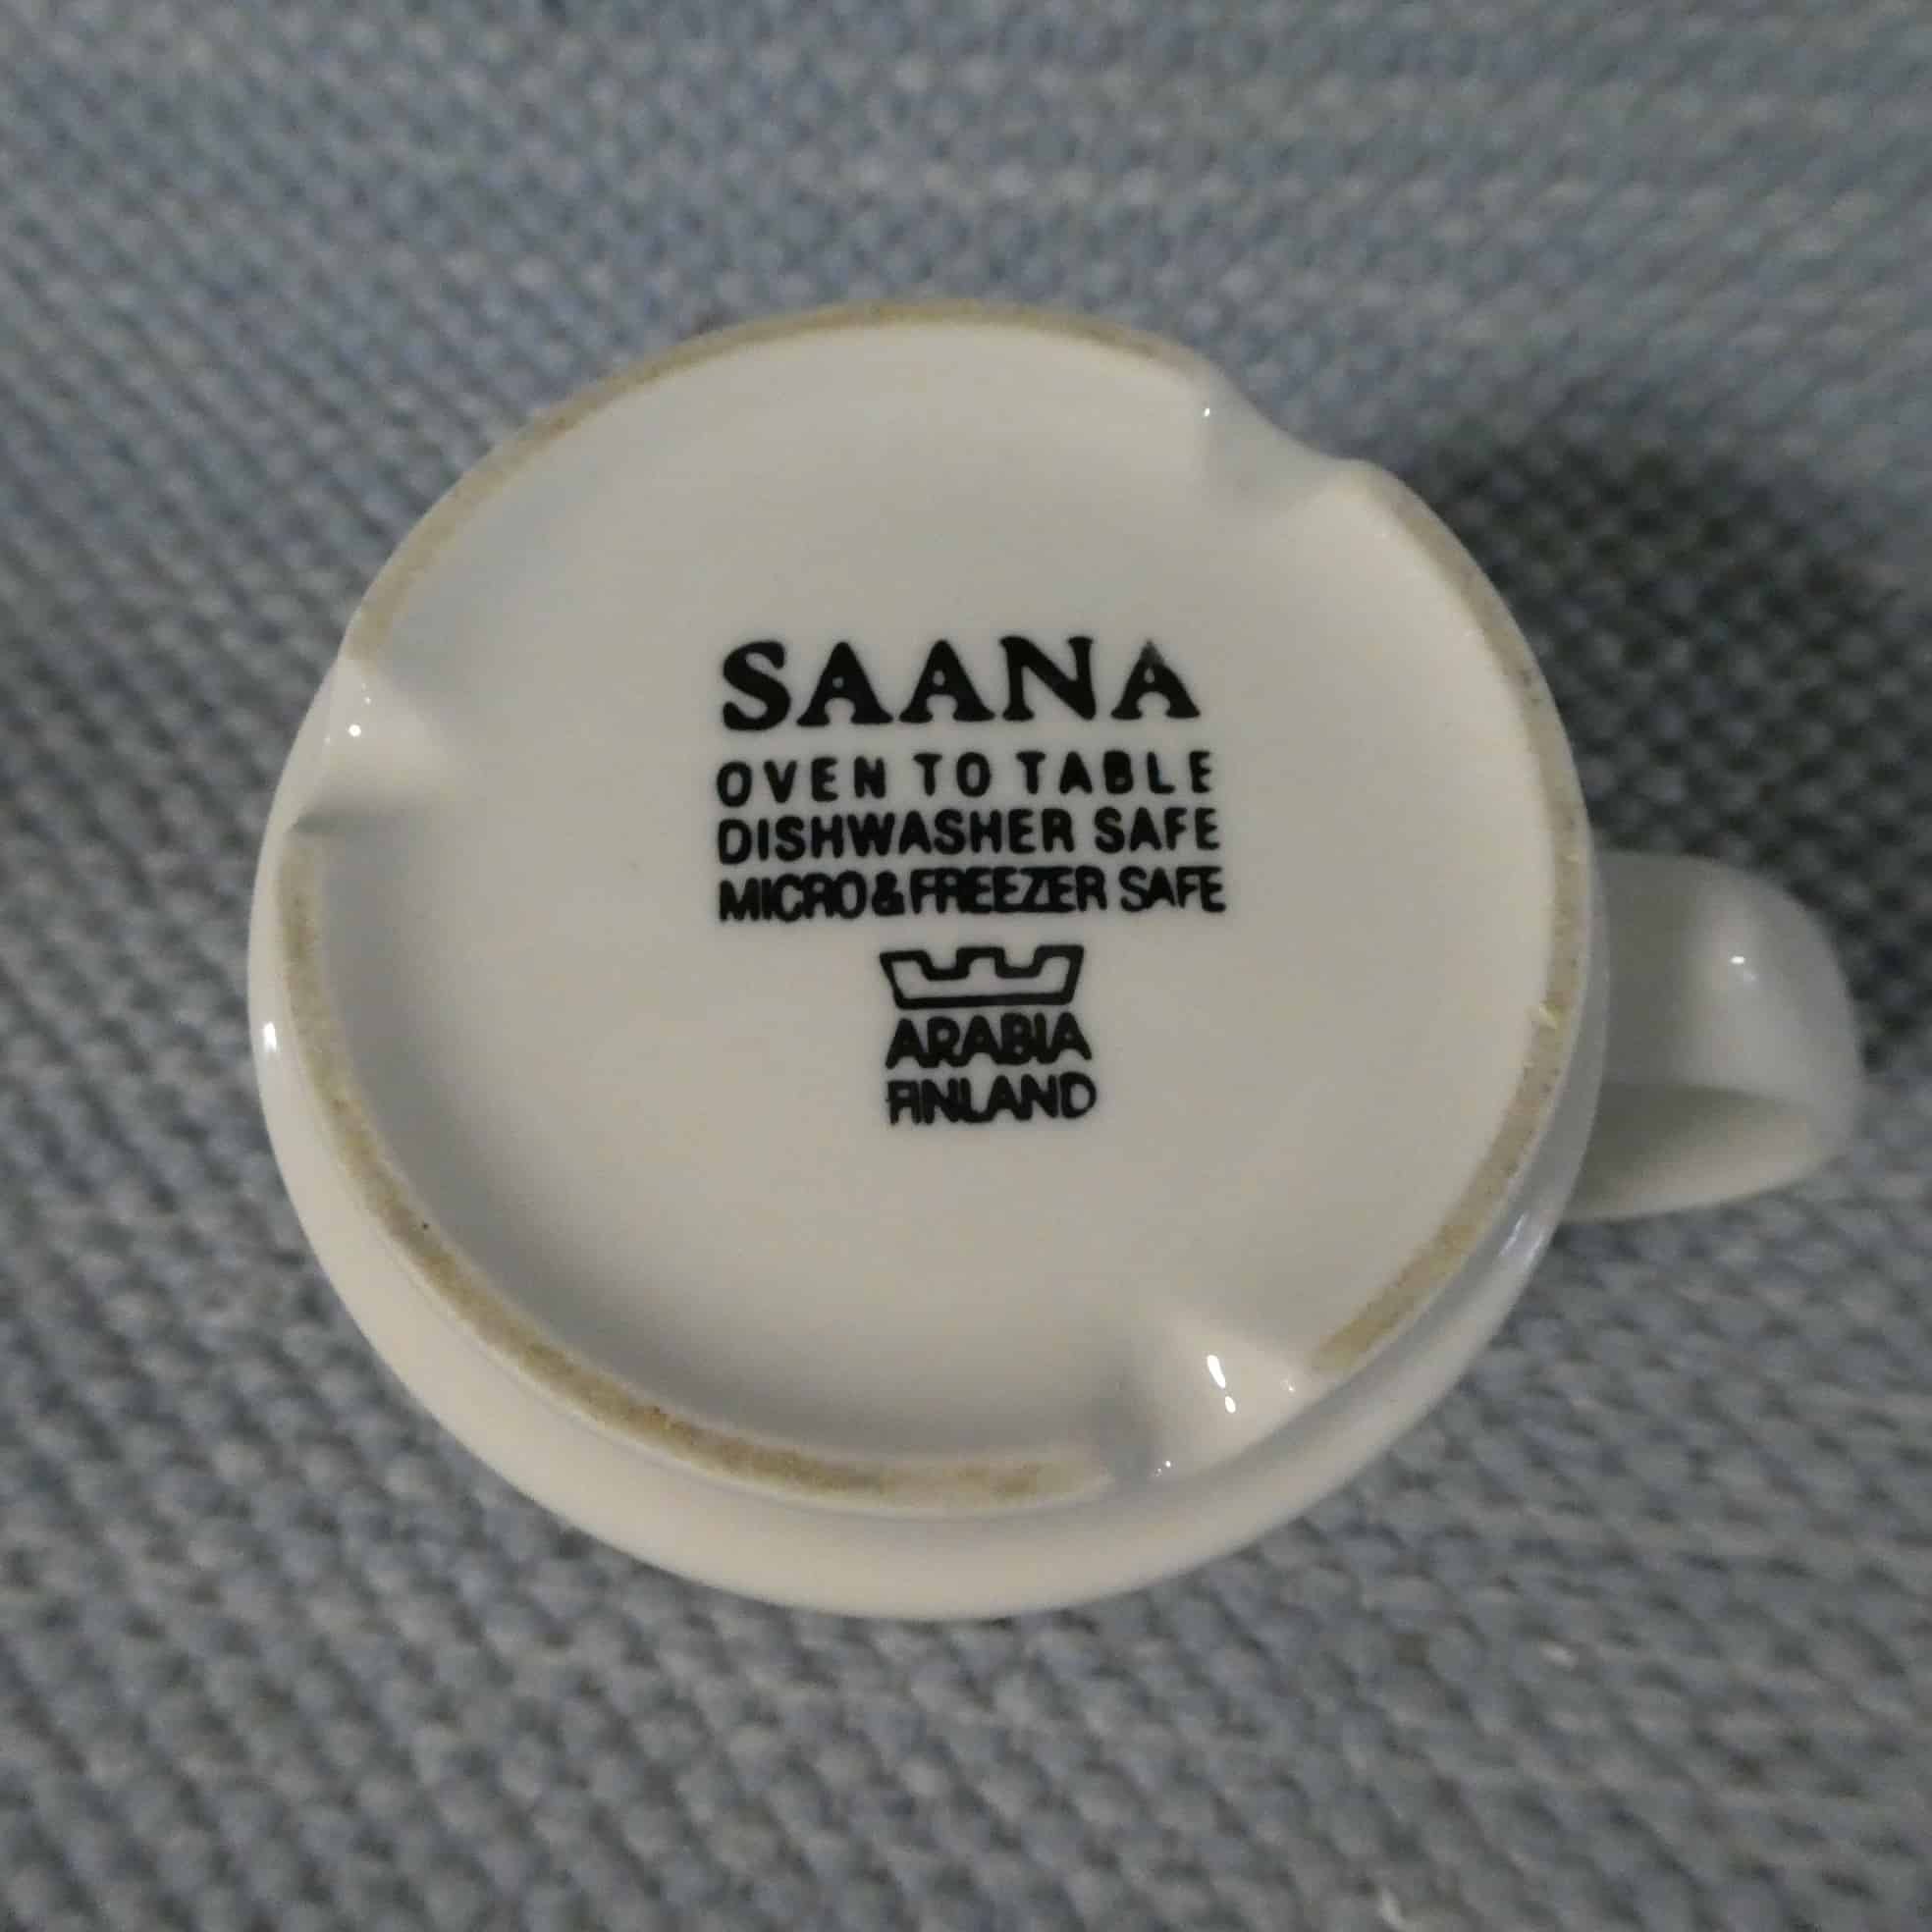 SAANA
OVEN TO TABLE
DISHWASHER SAFE
MICRO & FREEZER SAFE
ARABIA
FINLAND